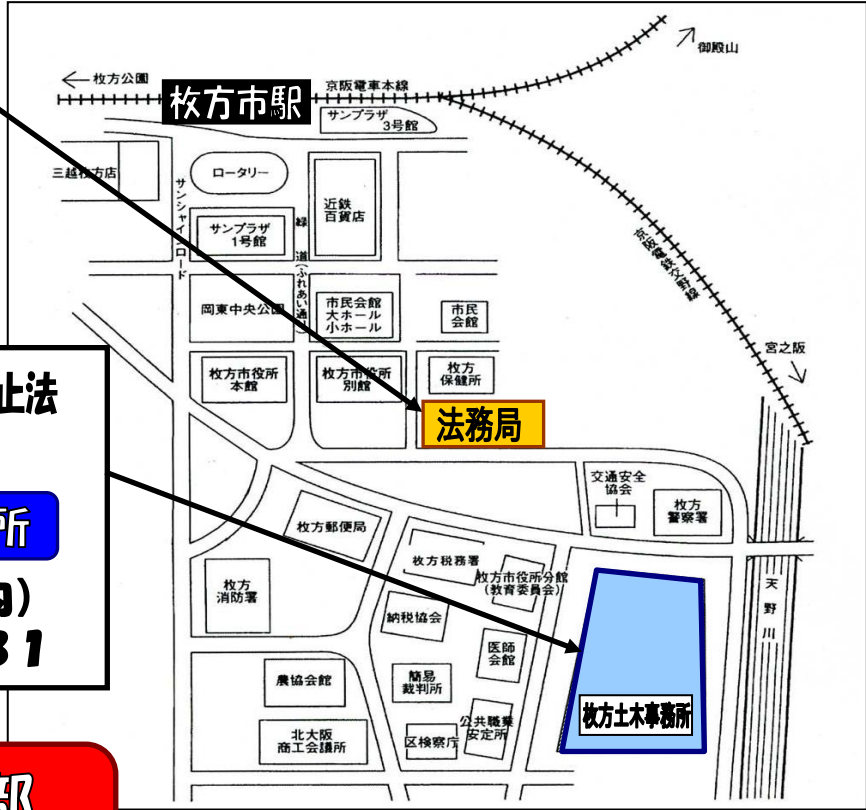 御殿山
枚方公園
枚方市駅
京阪電車本線
サンプラザ
3号館
三越枚方店
ロータリー
サンシャインロード
近鉄
百貨店
サンプラザ
1号館
緑道(ふれあい通り)
京阪電鉄交野線
岡東中央公園
市民会館
大ホール
小ホール
市民
会館
宮之阪
枚方市役所
本館
枚方市役所
別館
枚方
保健所
止法
法務局
交通安全
協会
枚方
警察署
所
枚方郵便局
枚方税務署
枚方市役所分館
(教育委員会)
内)
31
枚方
消防署
納税協会
天野川
医師
会館
農協会館
簡易
裁判所
枚方土木事務所
北大阪
商工会議所
区検察庁
公共職業
安定所
部